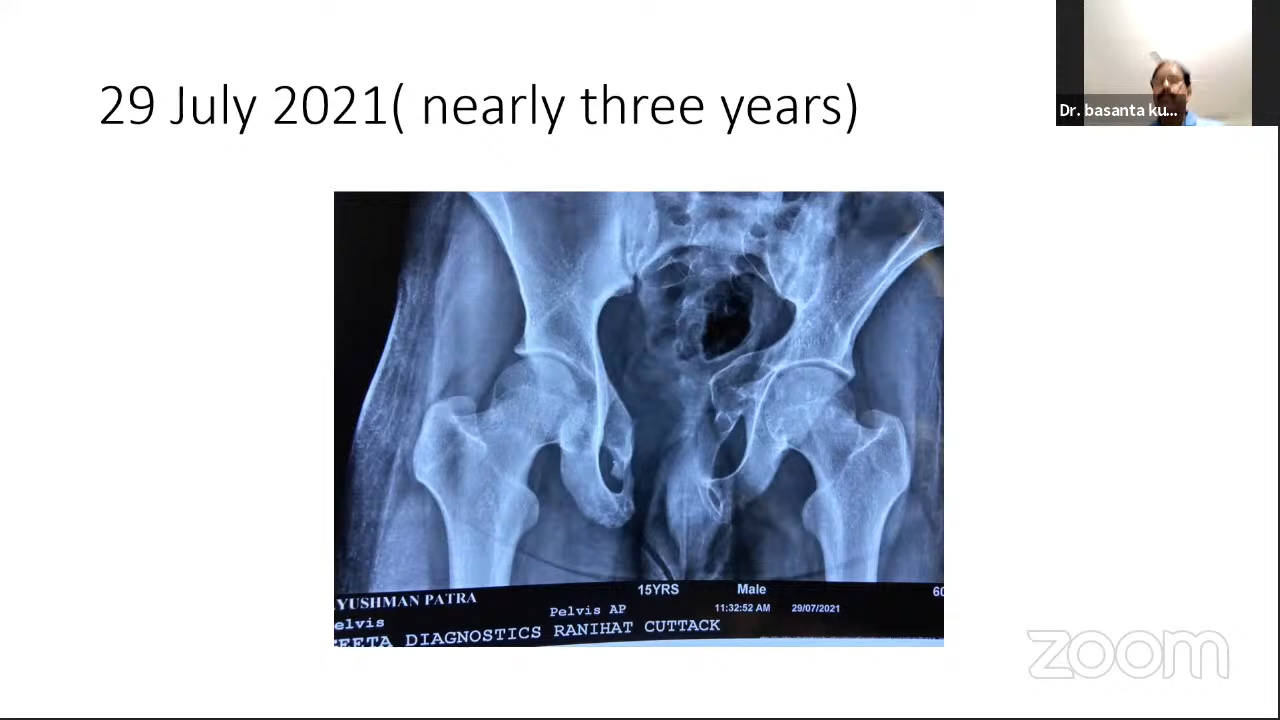 29 July 2021( nearly three years)
Dr. basanta ku...
15YRS Male 60
YUSHMAN PATRA
Pelvis AP 11:32:52 AM 29/07/2021
elvis
EETA DIAGNOSTICS RANIHAT CUTTACK
zoom